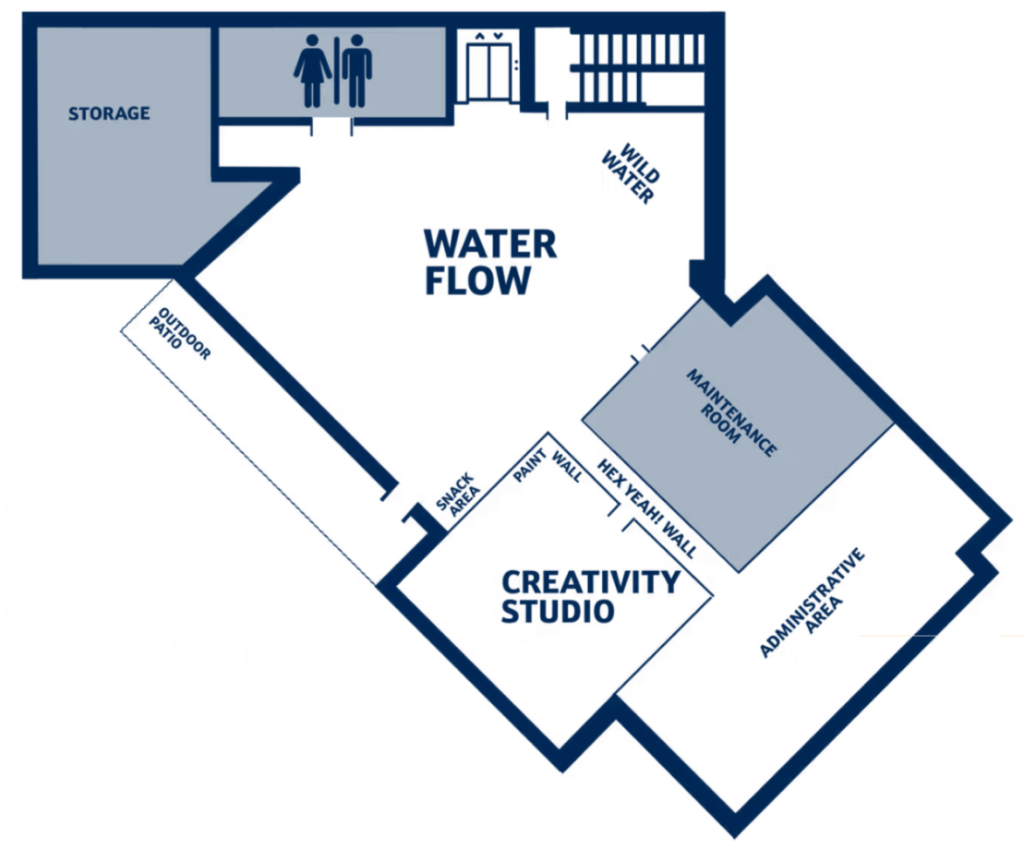 STORAGE
WILD
WATER
WATER
FLOW
OUTDOOR
PATIO
MAINTENANCE
ROOM
SNACK
AREA
PAINT WALL
HEX YEAH! WALL
CREATIVITY
STUDIO
ADMINISTRATIVE
AREA